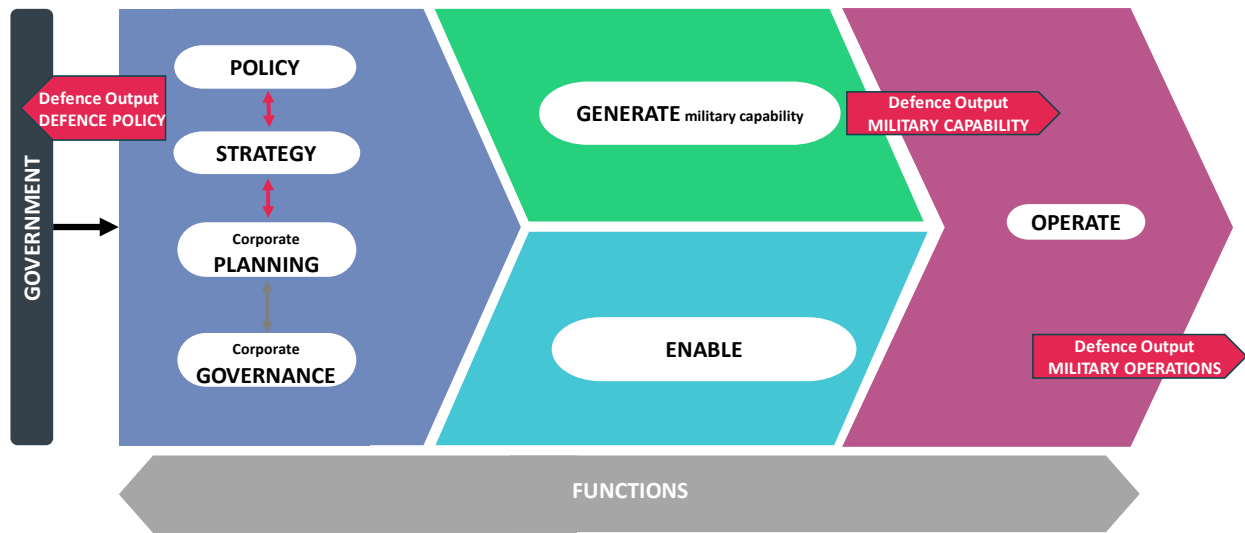 GOVERNMENT
Defence Output
DEFENCE POLICY
POLICY
STRATEGY
Corporate
PLANNING
Corporate
GOVERNANCE
GENERATE military capability
ENABLE
Defence Output
MILITARY CAPABILITY
OPERATE
Defence Output
MILITARY OPERATIONS
FUNCTIONS